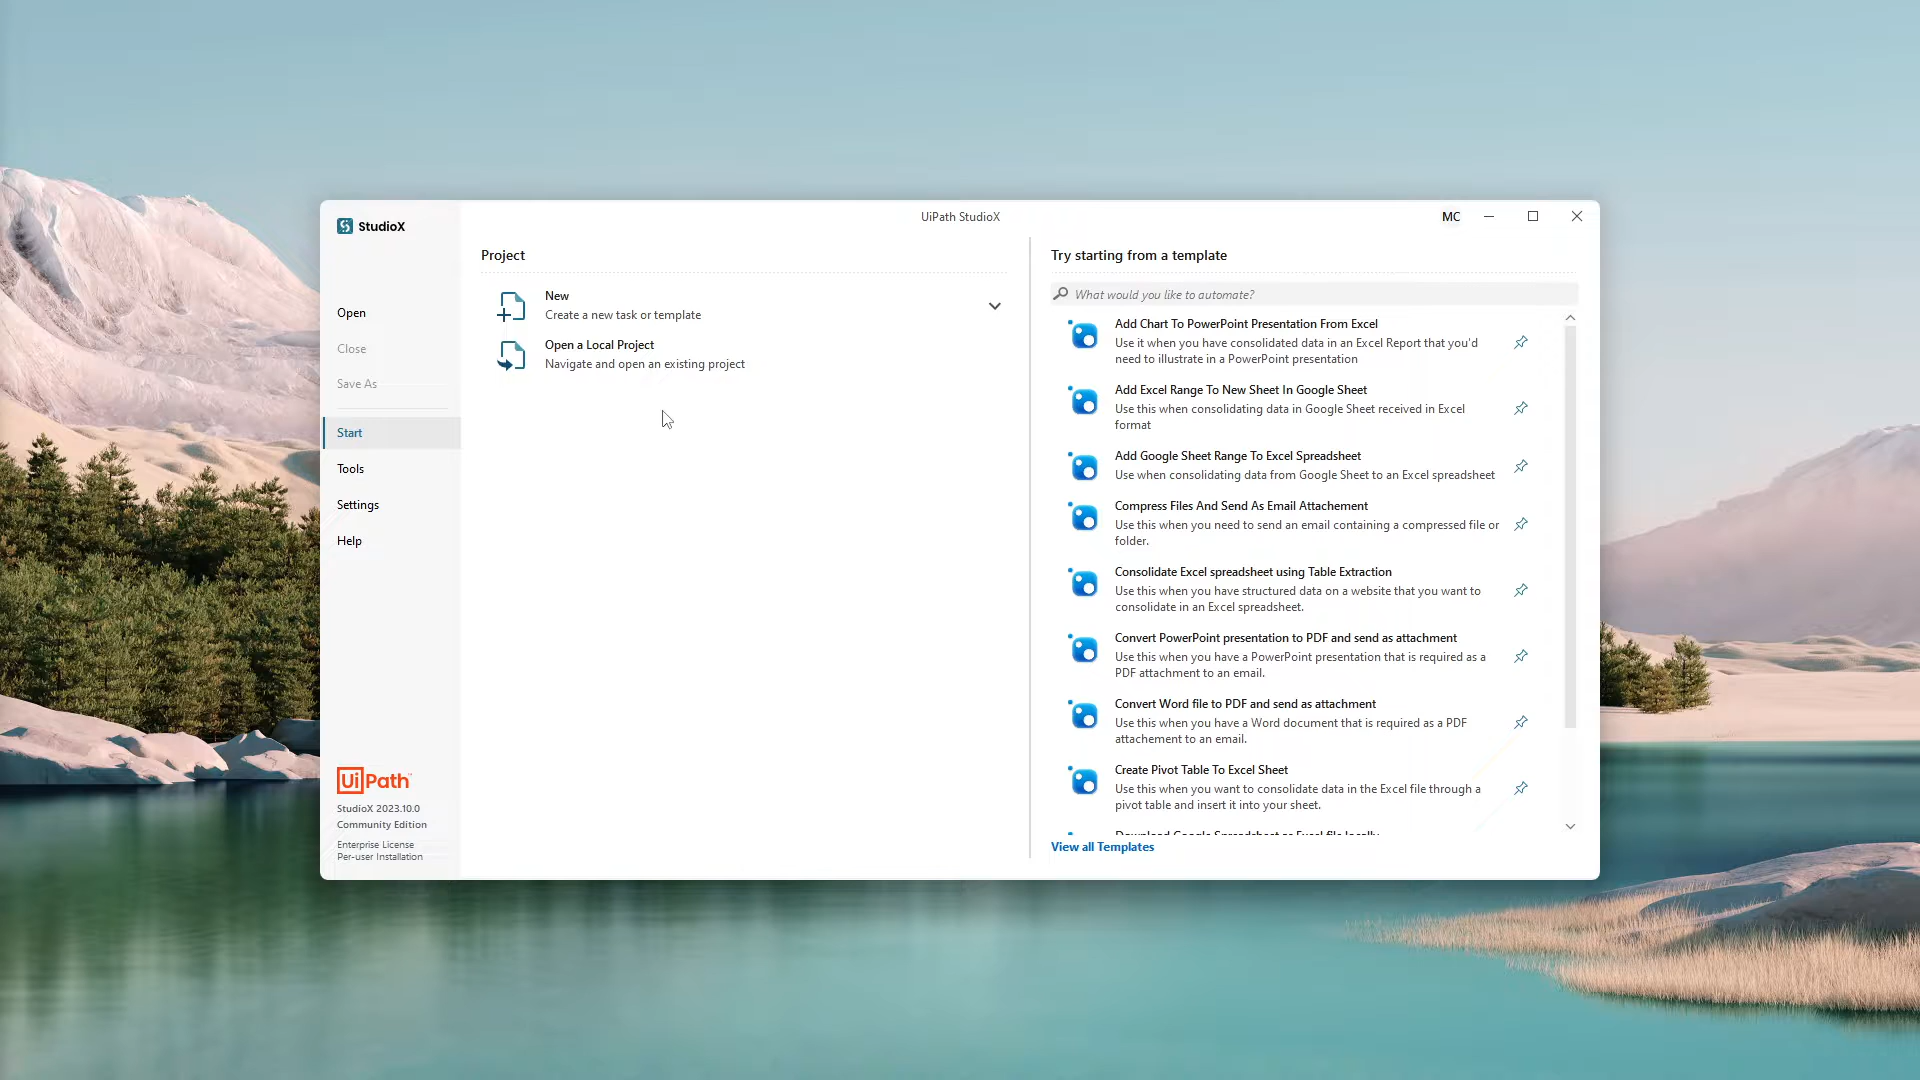 StudioX
UiPath StudioX
MC
Open
Close
Save As
Start
Tools
Settings
Help
UiPath
StudioX 2023.10.0
Community Edition
Enterprise License
Per-user Installation
Project
New
Create a new task or template
Open a Local Project
Navigate and open an existing project
Try starting from a template
What would you like to automate?
Add Chart To PowerPoint Presentation From Excel
Use it when you have consolidated data in an Excel Report that you'd
need to illustrate in a PowerPoint presentation
Add Excel Range To New Sheet In Google Sheet
Use this when consolidating data in Google Sheet received in Excel
format
Add Google Sheet Range To Excel Spreadsheet
Use when consolidating data from Google Sheet to an Excel spreadsheet
Compress Files And Send As Email Attachement
Use this when you need to send an email containing a compressed file or
folder.
Consolidate Excel spreadsheet using Table Extraction
Use this when you have structured data on a website that you want to
consolidate in an Excel spreadsheet.
Convert PowerPoint presentation to PDF and send as attachment
Use this when you have a PowerPoint presentation that is required as a
PDF attachment to an email.
Convert Word file to PDF and send as attachment
Use this when you have a Word document that is required as a PDF
attachement to an email.
Create Pivot Table To Excel Sheet
Use this when you want to consolidate data in the Excel file through a
pivot table and insert it into your sheet.
Download Google Spreadsheet as Excel file locally
View all Templates